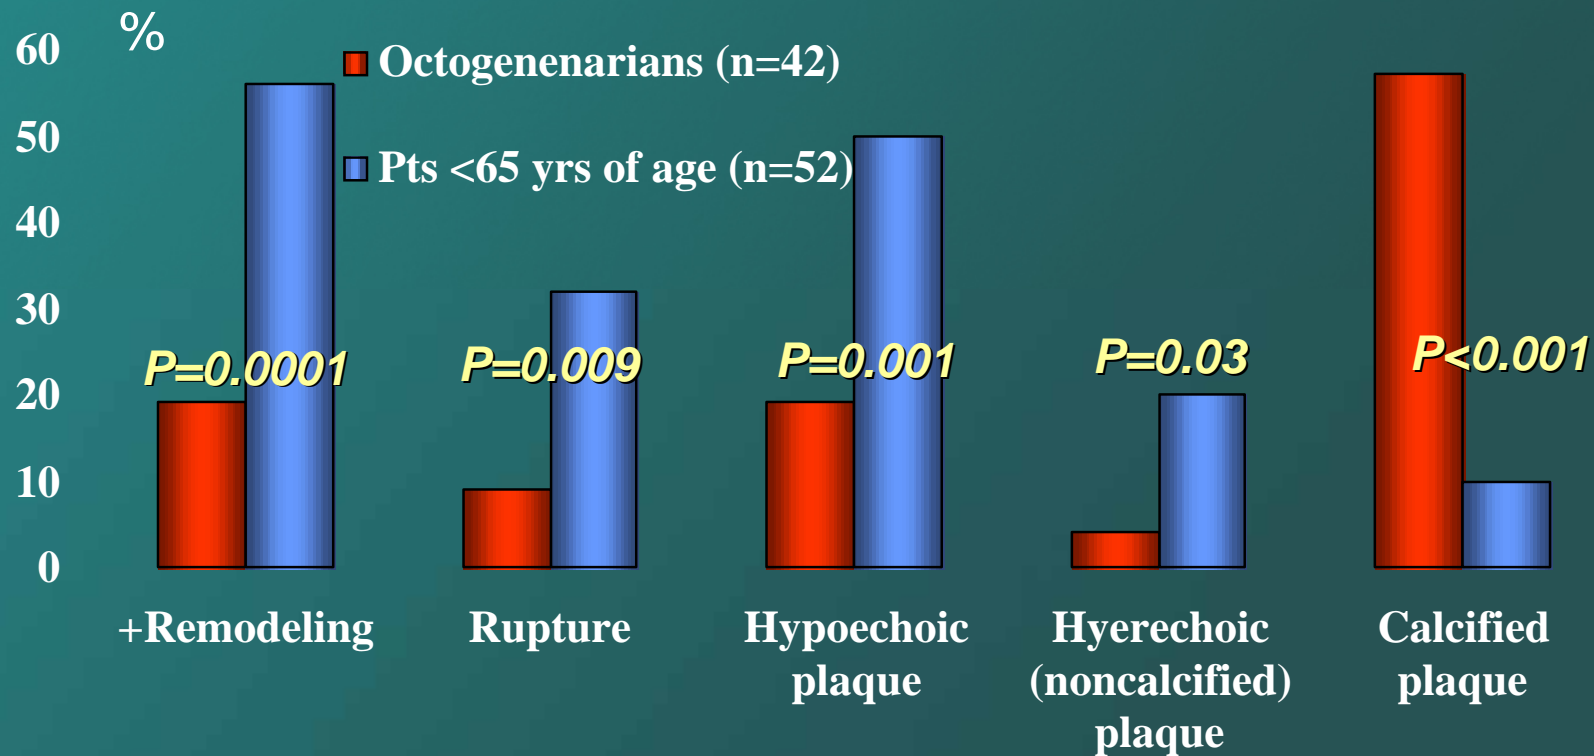 %
60
50
40
30
20
10
0
Octogenenarians (n=42)
Pts <65 yrs of age (n=52)
P=0.0001
P=0.009
P=0.001
P=0.03
P<0.001
+Remodeling
Rupture
Hypoechoic
plaque
Hyerechoic
(noncalcified)
plaque
Calcified
plaque